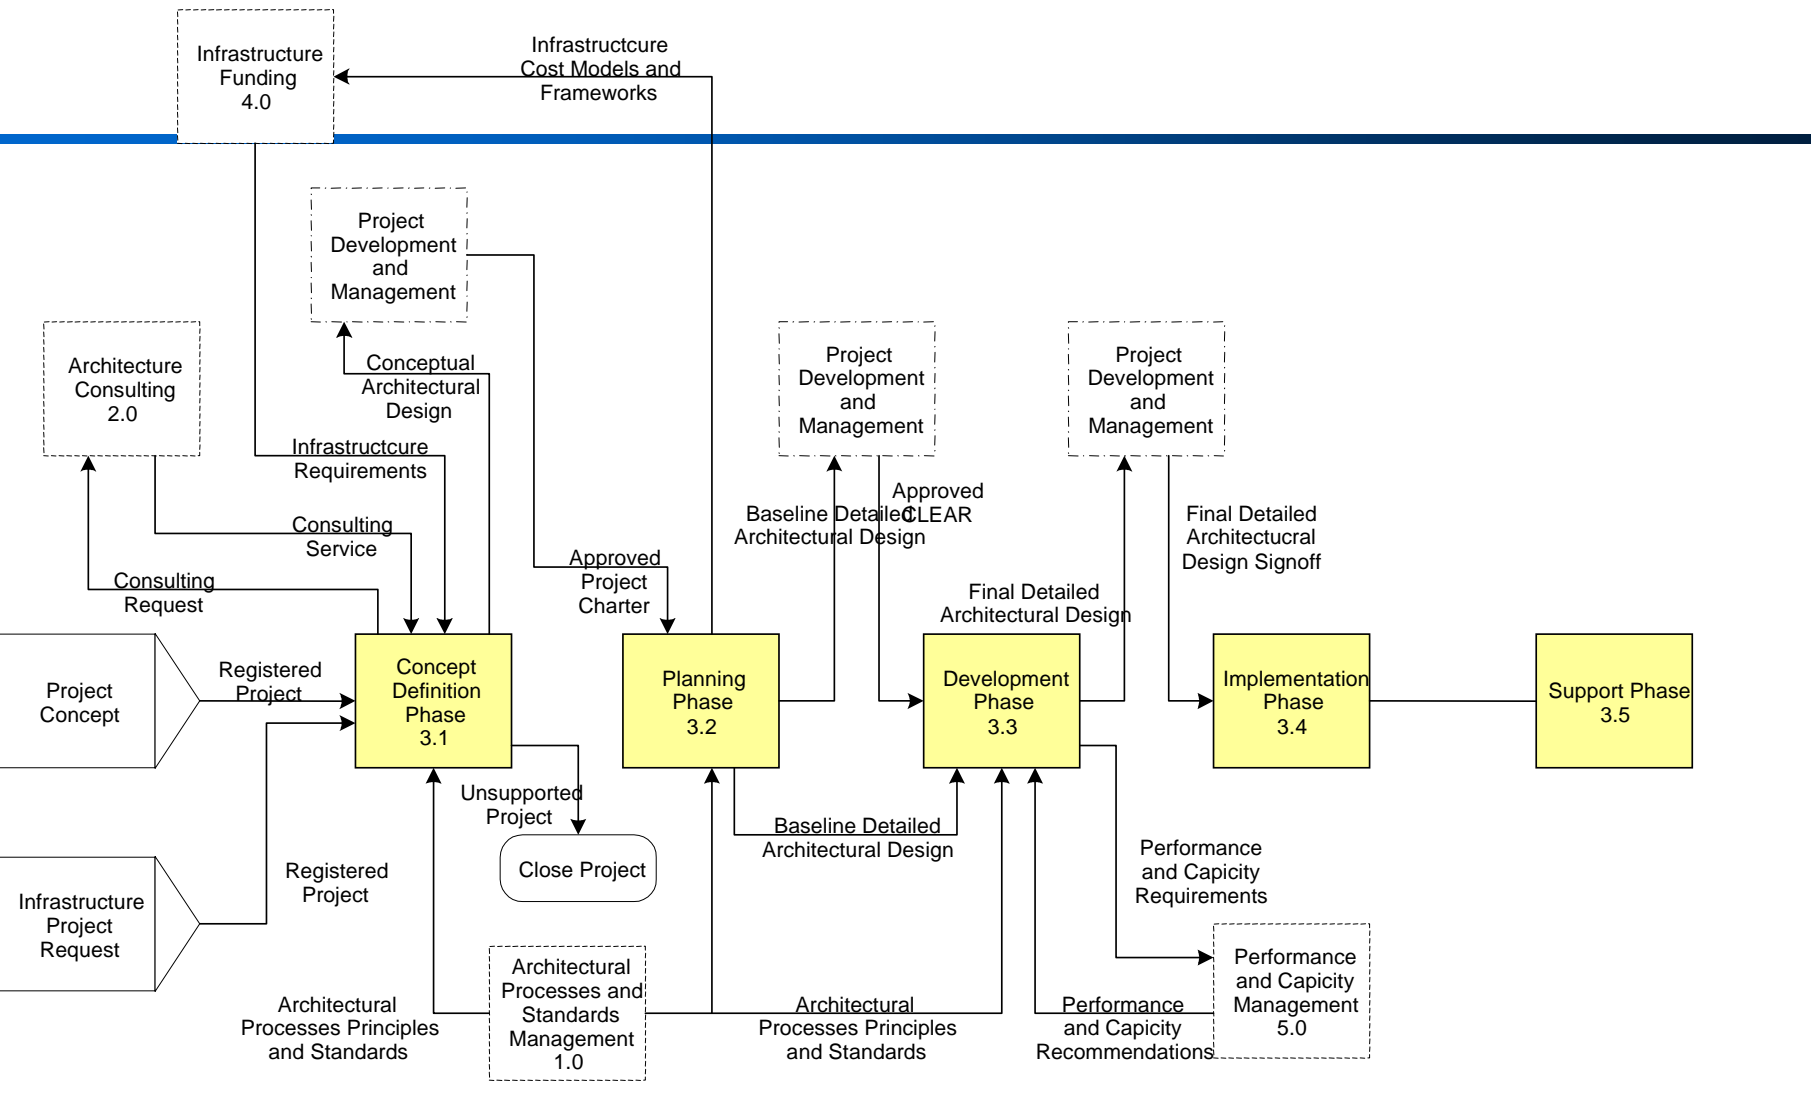 Infrastructure
Funding
4.0
Infrastructcure
Cost Models and
Frameworks
Project
Development
and
Management
Architecture
Consulting
2.0
Conceptual
Architectural
Design
Project
Development
and
Management
Project
Development
and
Management
Infrastructcure
Requirements
Consulting
Service
Consulting
Request
Approved
Project
Charter
Baseline Detailed
Architectural Design
Approved
CLEAR
Final Detailed
Architectucral
Design Signoff
Final Detailed
Architectural Design
Project
Concept
Registered
Project
Concept
Definition
Phase
3.1
Planning
Phase
3.2
Development
Phase
3.3
Implementation
Phase
3.4
Support Phase
3.5
Unsupported
Project
Close Project
Baseline Detailed
Architectural Design
Performance
and Capicity
Requirements
Infrastructure
Project
Request
Registered
Project
Architectural
Processes Principles
and Standards
Architectural
Processes and
Standards
Management
1.0
Architectural
Processes Principles
and Standards
Performance
and Capicity
Recommendations
Performance
and Capicity
Management
5.0